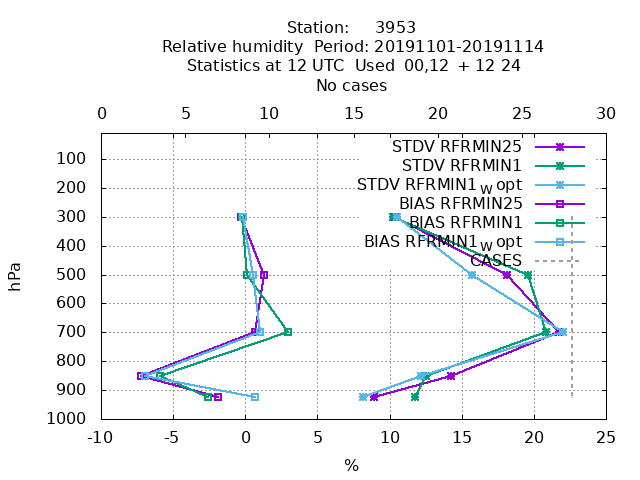 Station: 3953
Relative humidity Period: 20191101-20191114
Statistics at 12 UTC Used 00,12 + 12 24
No cases
0 5 10 15 20 25 30
STDV RFRMIN25
STDV RFRMIN1
STDV RFRMIN1w opt
BIAS RFRMIN25
BIAS RFRMIN1
BIAS RFRMIN1w opt
CASES
100
200
300
400
500
600
700
800
900
1000
hPa
-10 -5 0 5 10 15 20 25
%